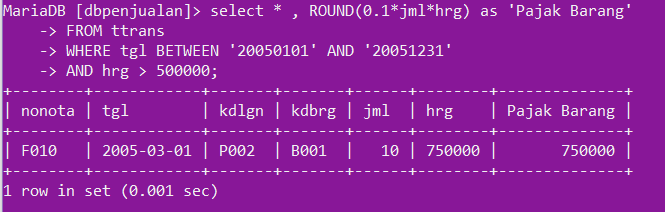 MariaDB [dbpenjualan]> select * , ROUND(0.1*jml*hrg) as 'Pajak Barang'
    -> FROM ttrans
    -> WHERE tgl BETWEEN '20050101' AND '20051231'
    -> AND hrg > 500000;
+--------+------------+-------+-------+------+--------+--------------+
| nonota | tgl        | kdlgn | kdbrg | jml  | hrg    | Pajak Barang |
+--------+------------+-------+-------+------+--------+--------------+
| F010   | 2005-03-01 | P002  | B001  |   10 | 750000 |       750000 |
+--------+------------+-------+-------+------+--------+--------------+
1 row in set (0.001 sec)